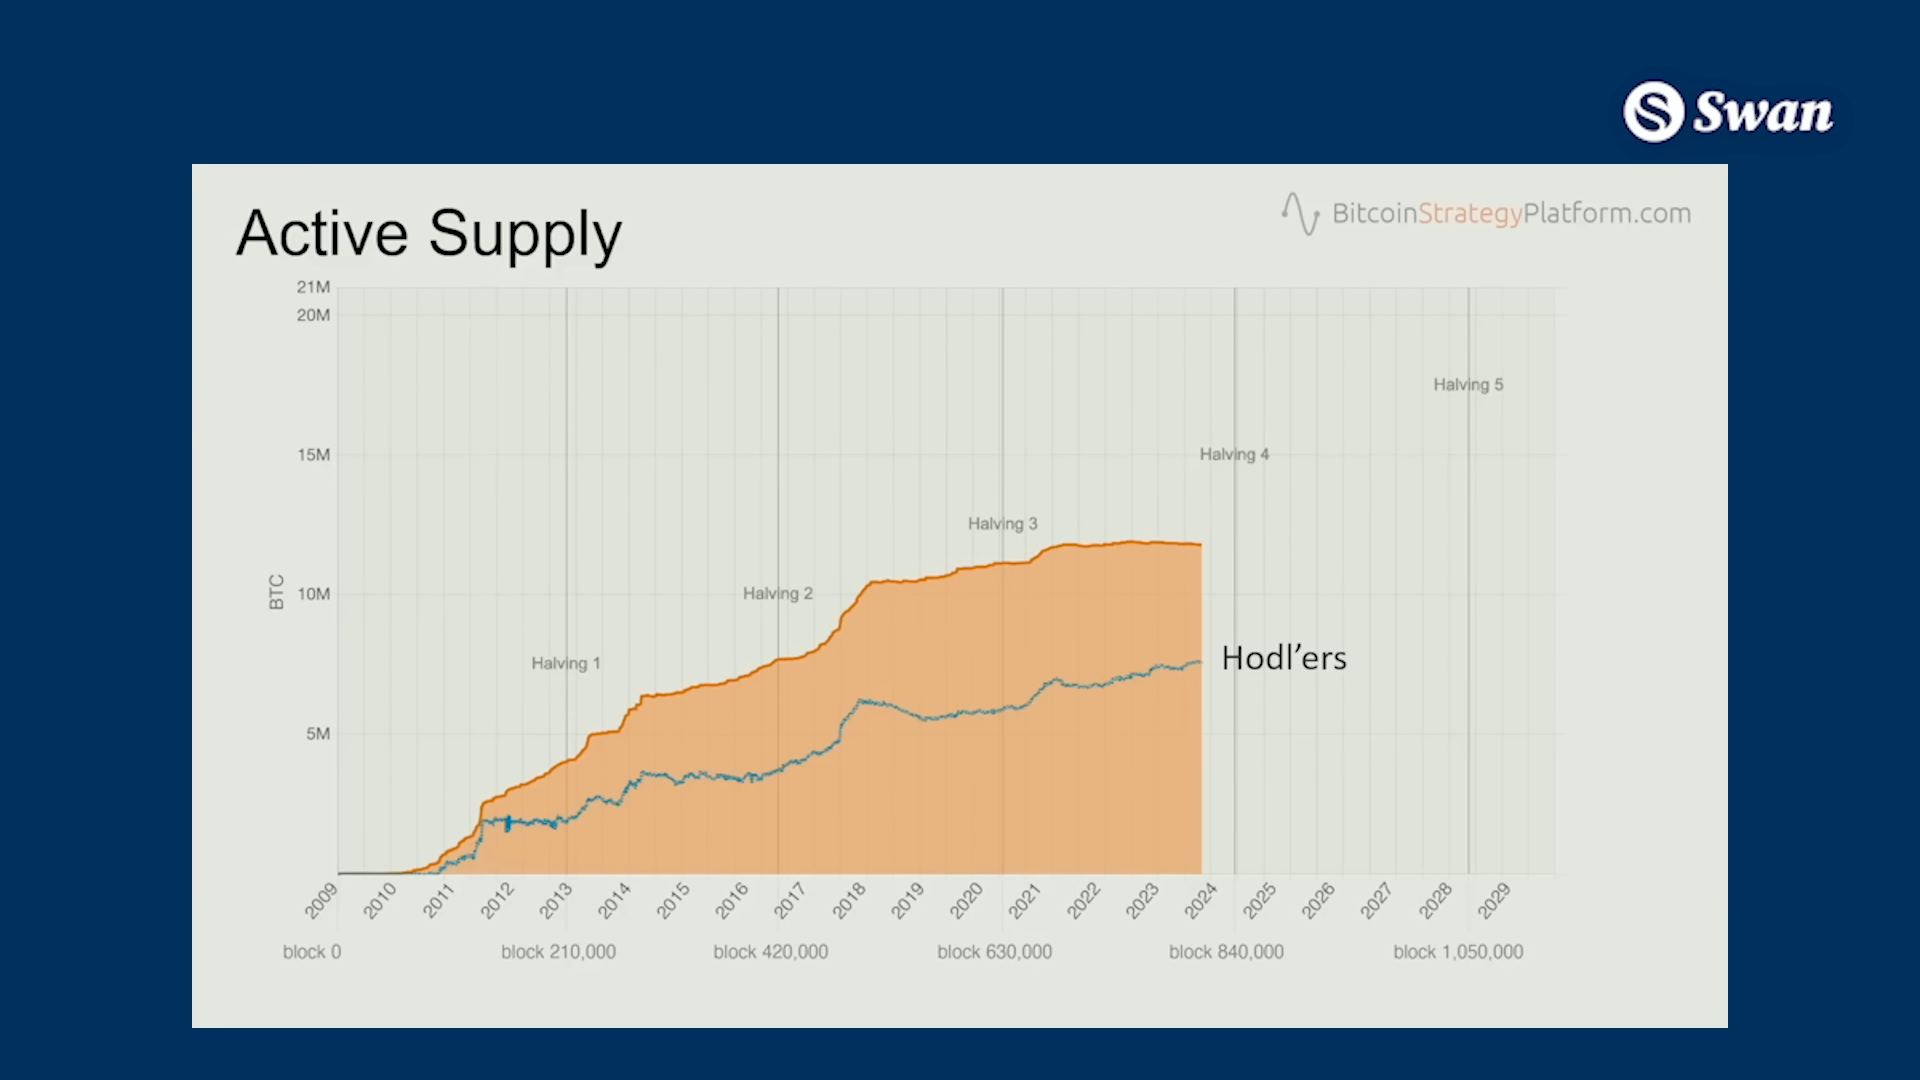 Swan
Active Supply
BitcoinStrategyPlatform.com
21M
20M
15M
10M
5M
BTC
Halving 1
Halving 2
Halving 3
Halving 4
Halving 5
Hodl’ers
2009 2010 2011 2012 2013 2014 2015 2016 2017 2018 2019 2020 2021 2022 2023 2024 2025 2026 2027 2028 2029
block 0 block 210,000 block 420,000 block 630,000 block 840,000 block 1,050,000